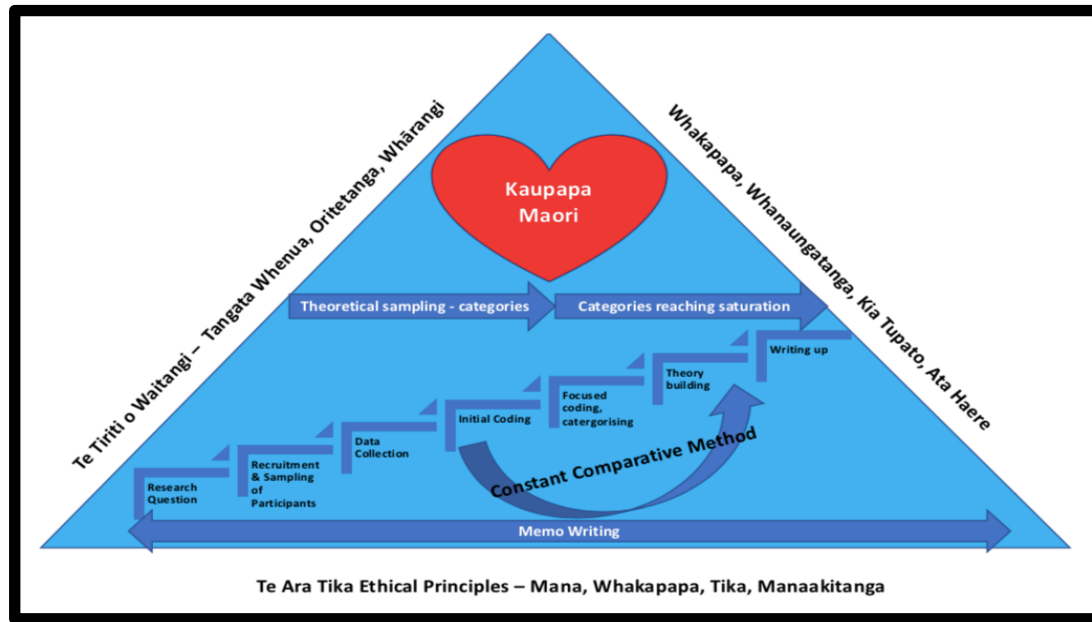 Te Tiriti o Waitangi – Tangata Whenua, Oritetanga, Whārangi
Whakapapa, Whanaungatanga, Kia Tupato, Ata Haere
Kaupapa
Maori
Theoretical sampling - categories
Categories reaching saturation
Research
Question
Recruitment
& Sampling
of
Participants
Data
Collection
Initial Coding
Focused
coding,
catergorising
Theory
building
Writing up
Constant Comparative Method
Memo Writing
Te Ara Tika Ethical Principles – Mana, Whakapapa, Tika, Manaakitanga